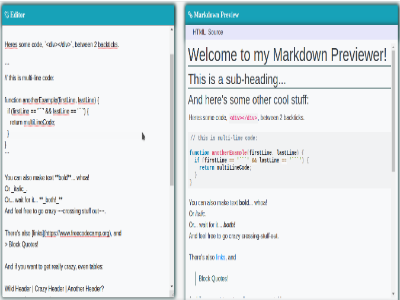 Editor
Heres some code, `<div></div>`, between 2 backticks.
```
// this is multi-line code:
function anotherExample(firstLine, lastLine) {
if (firstLine == '```' && lastLine == '```') {
return multiLineCode;
}
}
```
You can also make text **bold**... whoa!
Or _italic_.
Or... wait for it... **_both!_**
And feel free to go crazy ~~crossing stuff out~~.
There's also [links](https://www.freecodecamp.org), and
> Block Quotes!
And if you want to get really crazy, even tables:
Wild Header | Crazy Header | Another Header?
Markdown Preview
HTML Source
Welcome to my Markdown Previewer!
This is a sub-heading...
And here's some other cool stuff:
Heres some code, <div></div>, between 2 backticks.
// this is multi-line code:
function anotherExample(firstLine, lastLine) {
if (firstLine == '```' && lastLine == '```') {
return multiLineCode;
}
}
You can also make text bold... whoa!
Or italic.
Or... wait for it... both!
And feel free to go crazy crossing stuff out.
There's also links, and
Block Quotes!